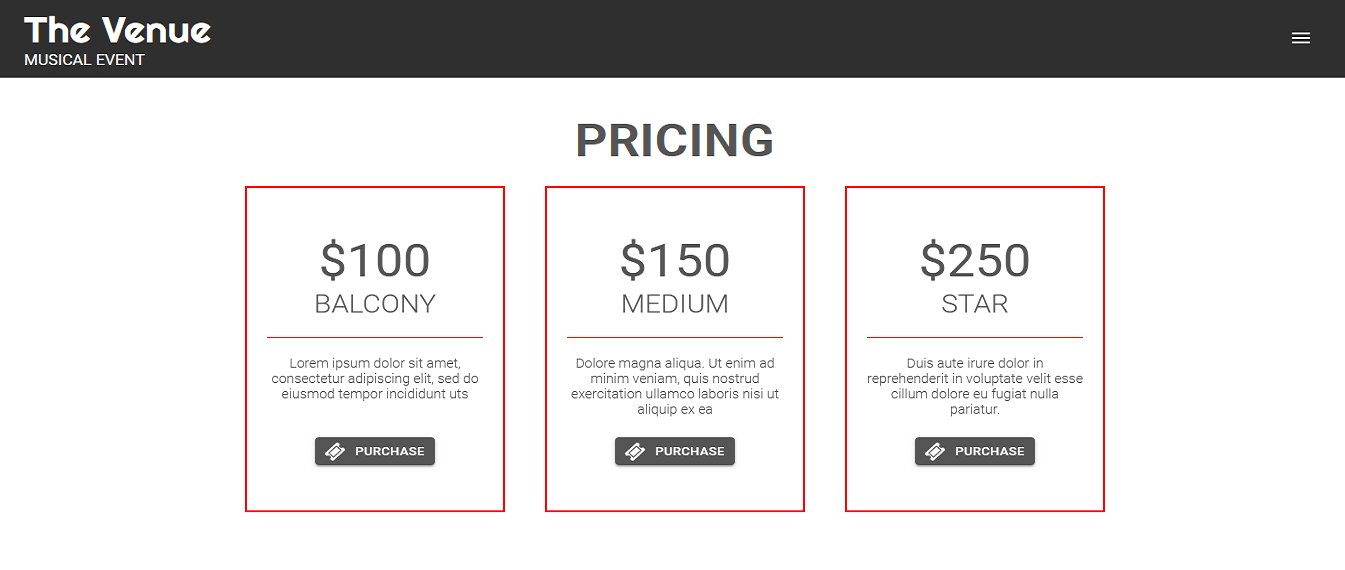 The Venue
MUSICAL EVENT
PRICING
$100
BALCONY
Lorem ipsum dolor sit amet,
consectetur adipiscing elit, sed do
eiusmod tempor incididunt uts
PURCHASE
$150
MEDIUM
Dolore magna aliqua. Ut enim ad
minim veniam, quis nostrud
exercitation ullamco laboris nisi ut
aliquip ex ea
PURCHASE
$250
STAR
Duis aute irure dolor in
reprehenderit in voluptate velit esse
cillum dolore eu fugiat nulla
pariatur.
PURCHASE